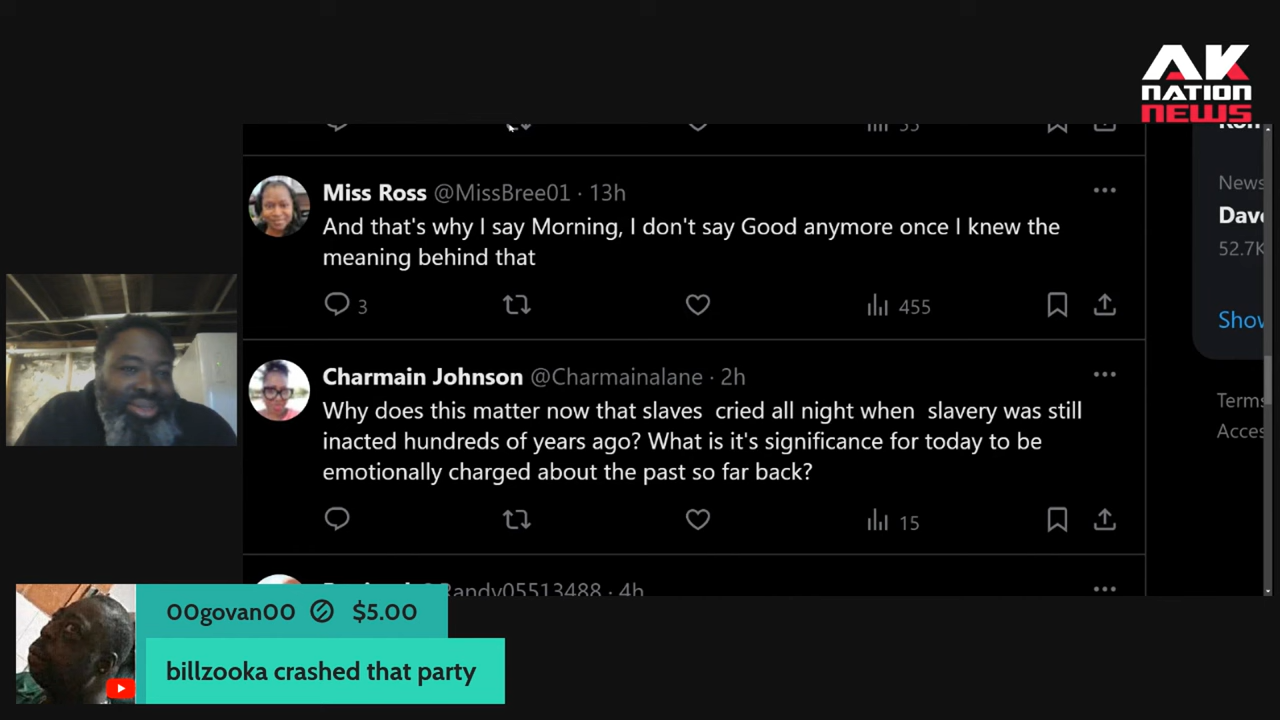 AK
NATION
NEWS
55
Miss Ross @MissBree01 · 13h
And that's why I say Morning, I don't say Good anymore once I knew the
meaning behind that
3
455
News
Dave
52.7K
Show
Charmain Johnson @Charmainalane · 2h
Why does this matter now that slaves cried all night when slavery was still
inacted hundreds of years ago? What is it's significance for today to be
emotionally charged about the past so far back?
15
Terms
Acces
@Randy05513488 · 4h
00govan00 $5.00
billzooka crashed that party